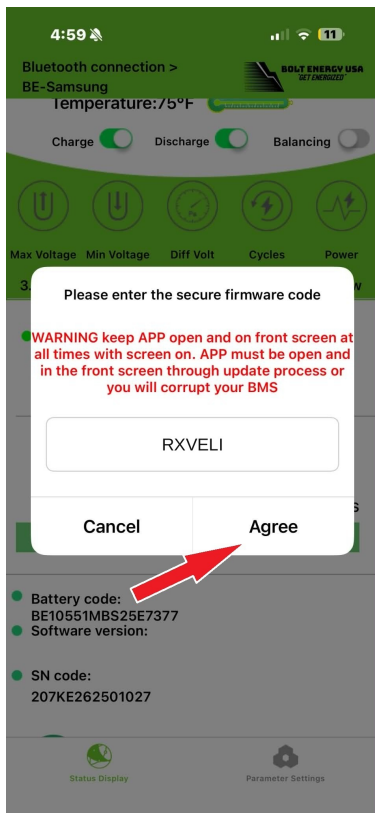 4:59
11
Bluetooth connection >
BE-Samsung
BOLT ENERGY USA
"GET ENERGIZED"
Temperature:75°F
Charge
Discharge
Balancing
Max Voltage
Min Voltage
Diff Volt
Cycles
Power
3.
w
Please enter the secure firmware code
WARNING keep APP open and on front screen at
all times with screen on. APP must be open and
in the front screen through update process or
you will corrupt your BMS
RXVELI
s
Cancel
Agree
Battery code:
BE10551MBS25E7377
Software version:
SN code:
207KE262501027
Status Display
Parameter Settings